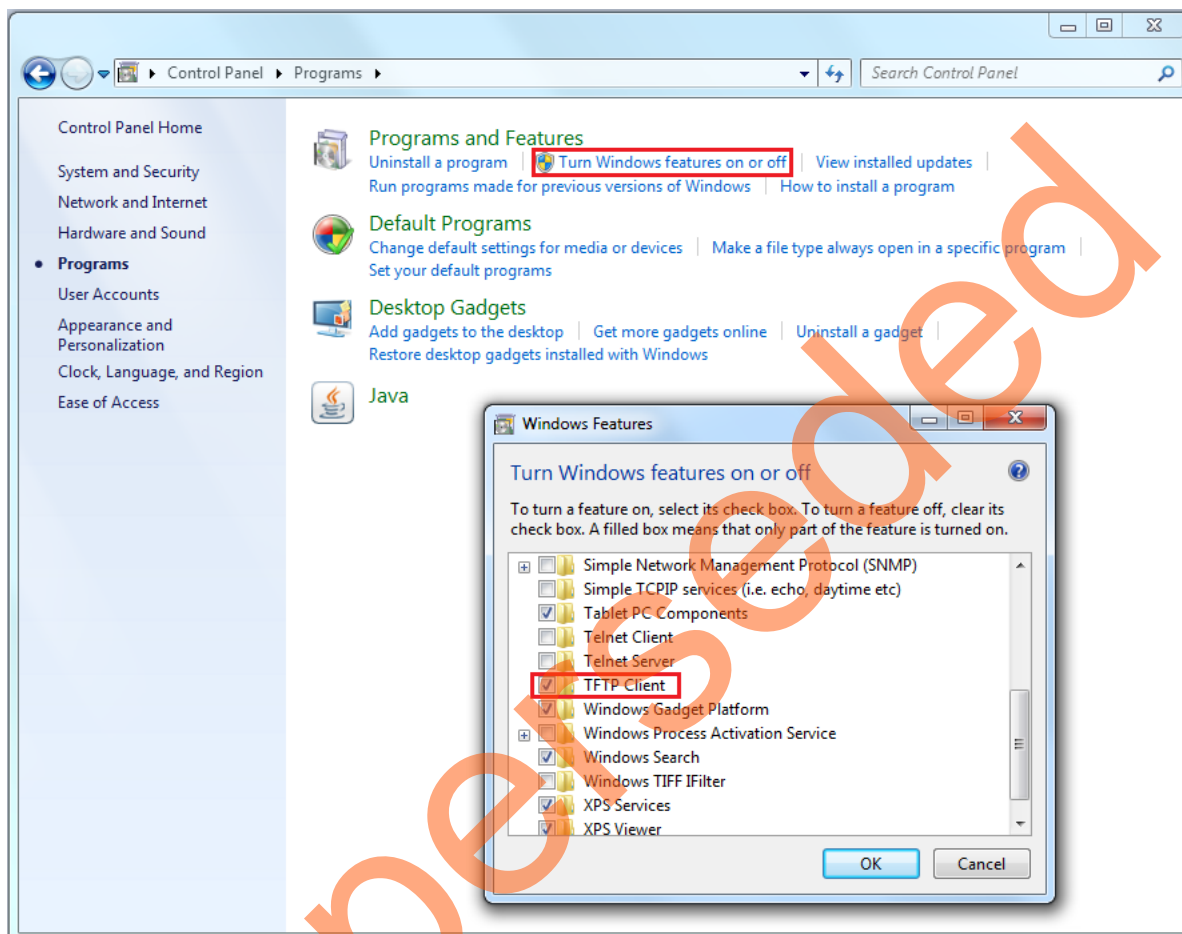 Control Panel ▸ Programs ▸
Search Control Panel
Control Panel Home
System and Security
Network and Internet
Hardware and Sound
Programs
User Accounts
Appearance and
Personalization
Clock, Language, and Region
Ease of Access
Programs and Features
Uninstall a program | Turn Windows features on or off | View installed updates
Run programs made for previous versions of Windows | How to install a program
Default Programs
Change default settings for media or devices | Make a file type always open in a specific program
Set your default programs
Desktop Gadgets
Add gadgets to the desktop | Get more gadgets online | Uninstall a gadget
Restore desktop gadgets installed with Windows
Java
Windows Features
Turn Windows features on or off
To turn a feature on, select its check box. To turn a feature off, clear its
check box. A filled box means that only part of the feature is turned on.
Simple Network Management Protocol (SNMP)
Simple TCPIP services (i.e. echo, daytime etc)
Tablet PC Components
Telnet Client
Telnet Server
TFTP Client
Windows Gadget Platform
Windows Process Activation Service
Windows Search
Windows TIFF IFilter
XPS Services
XPS Viewer
OK
Cancel
perseded